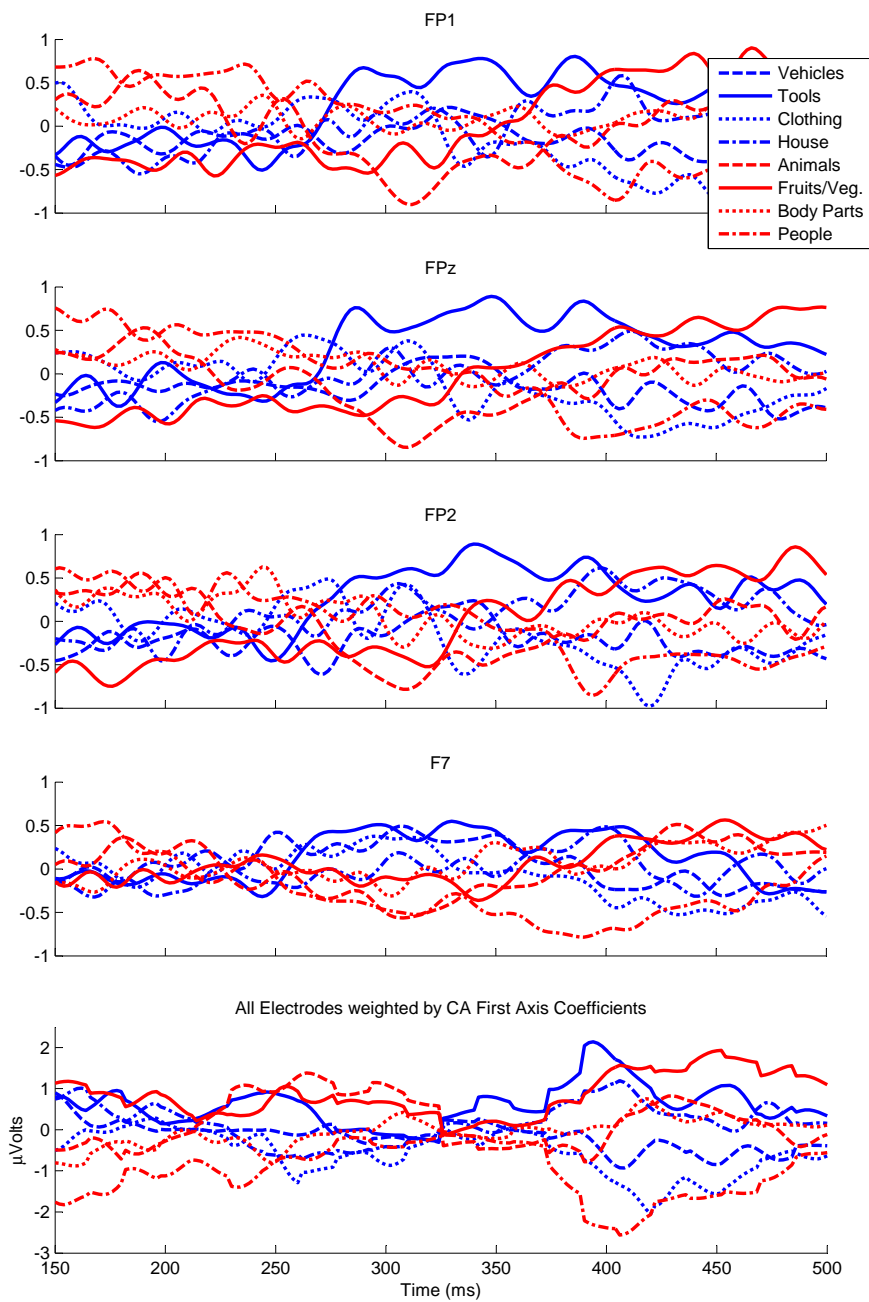 FP1
1
0.5
0
-0.5
-1
Vehicles
Tools
Clothing
House
Animals
Fruits/Veg.
Body Parts
People
FPz
1
0.5
0
-0.5
-1
FP2
1
0.5
0
-0.5
-1
F7
1
0.5
0
-0.5
-1
All Electrodes weighted by CA First Axis Coefficients
2
1
0
-1
-2
-3
µVolts
150 200 250 300 350 400 450 500
Time (ms)